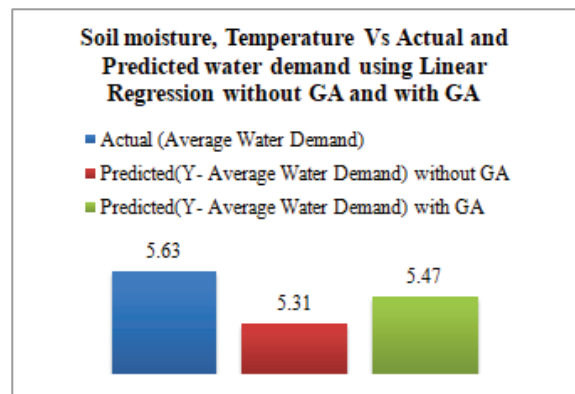 Soil moisture, Temperature Vs Actual and
Predicted water demand using Linear
Regression without GA and with GA
Actual (Average Water Demand)
Predicted(Y- Average Water Demand) without GA
Predicted(Y- Average Water Demand) with GA
5.63
5.31
5.47